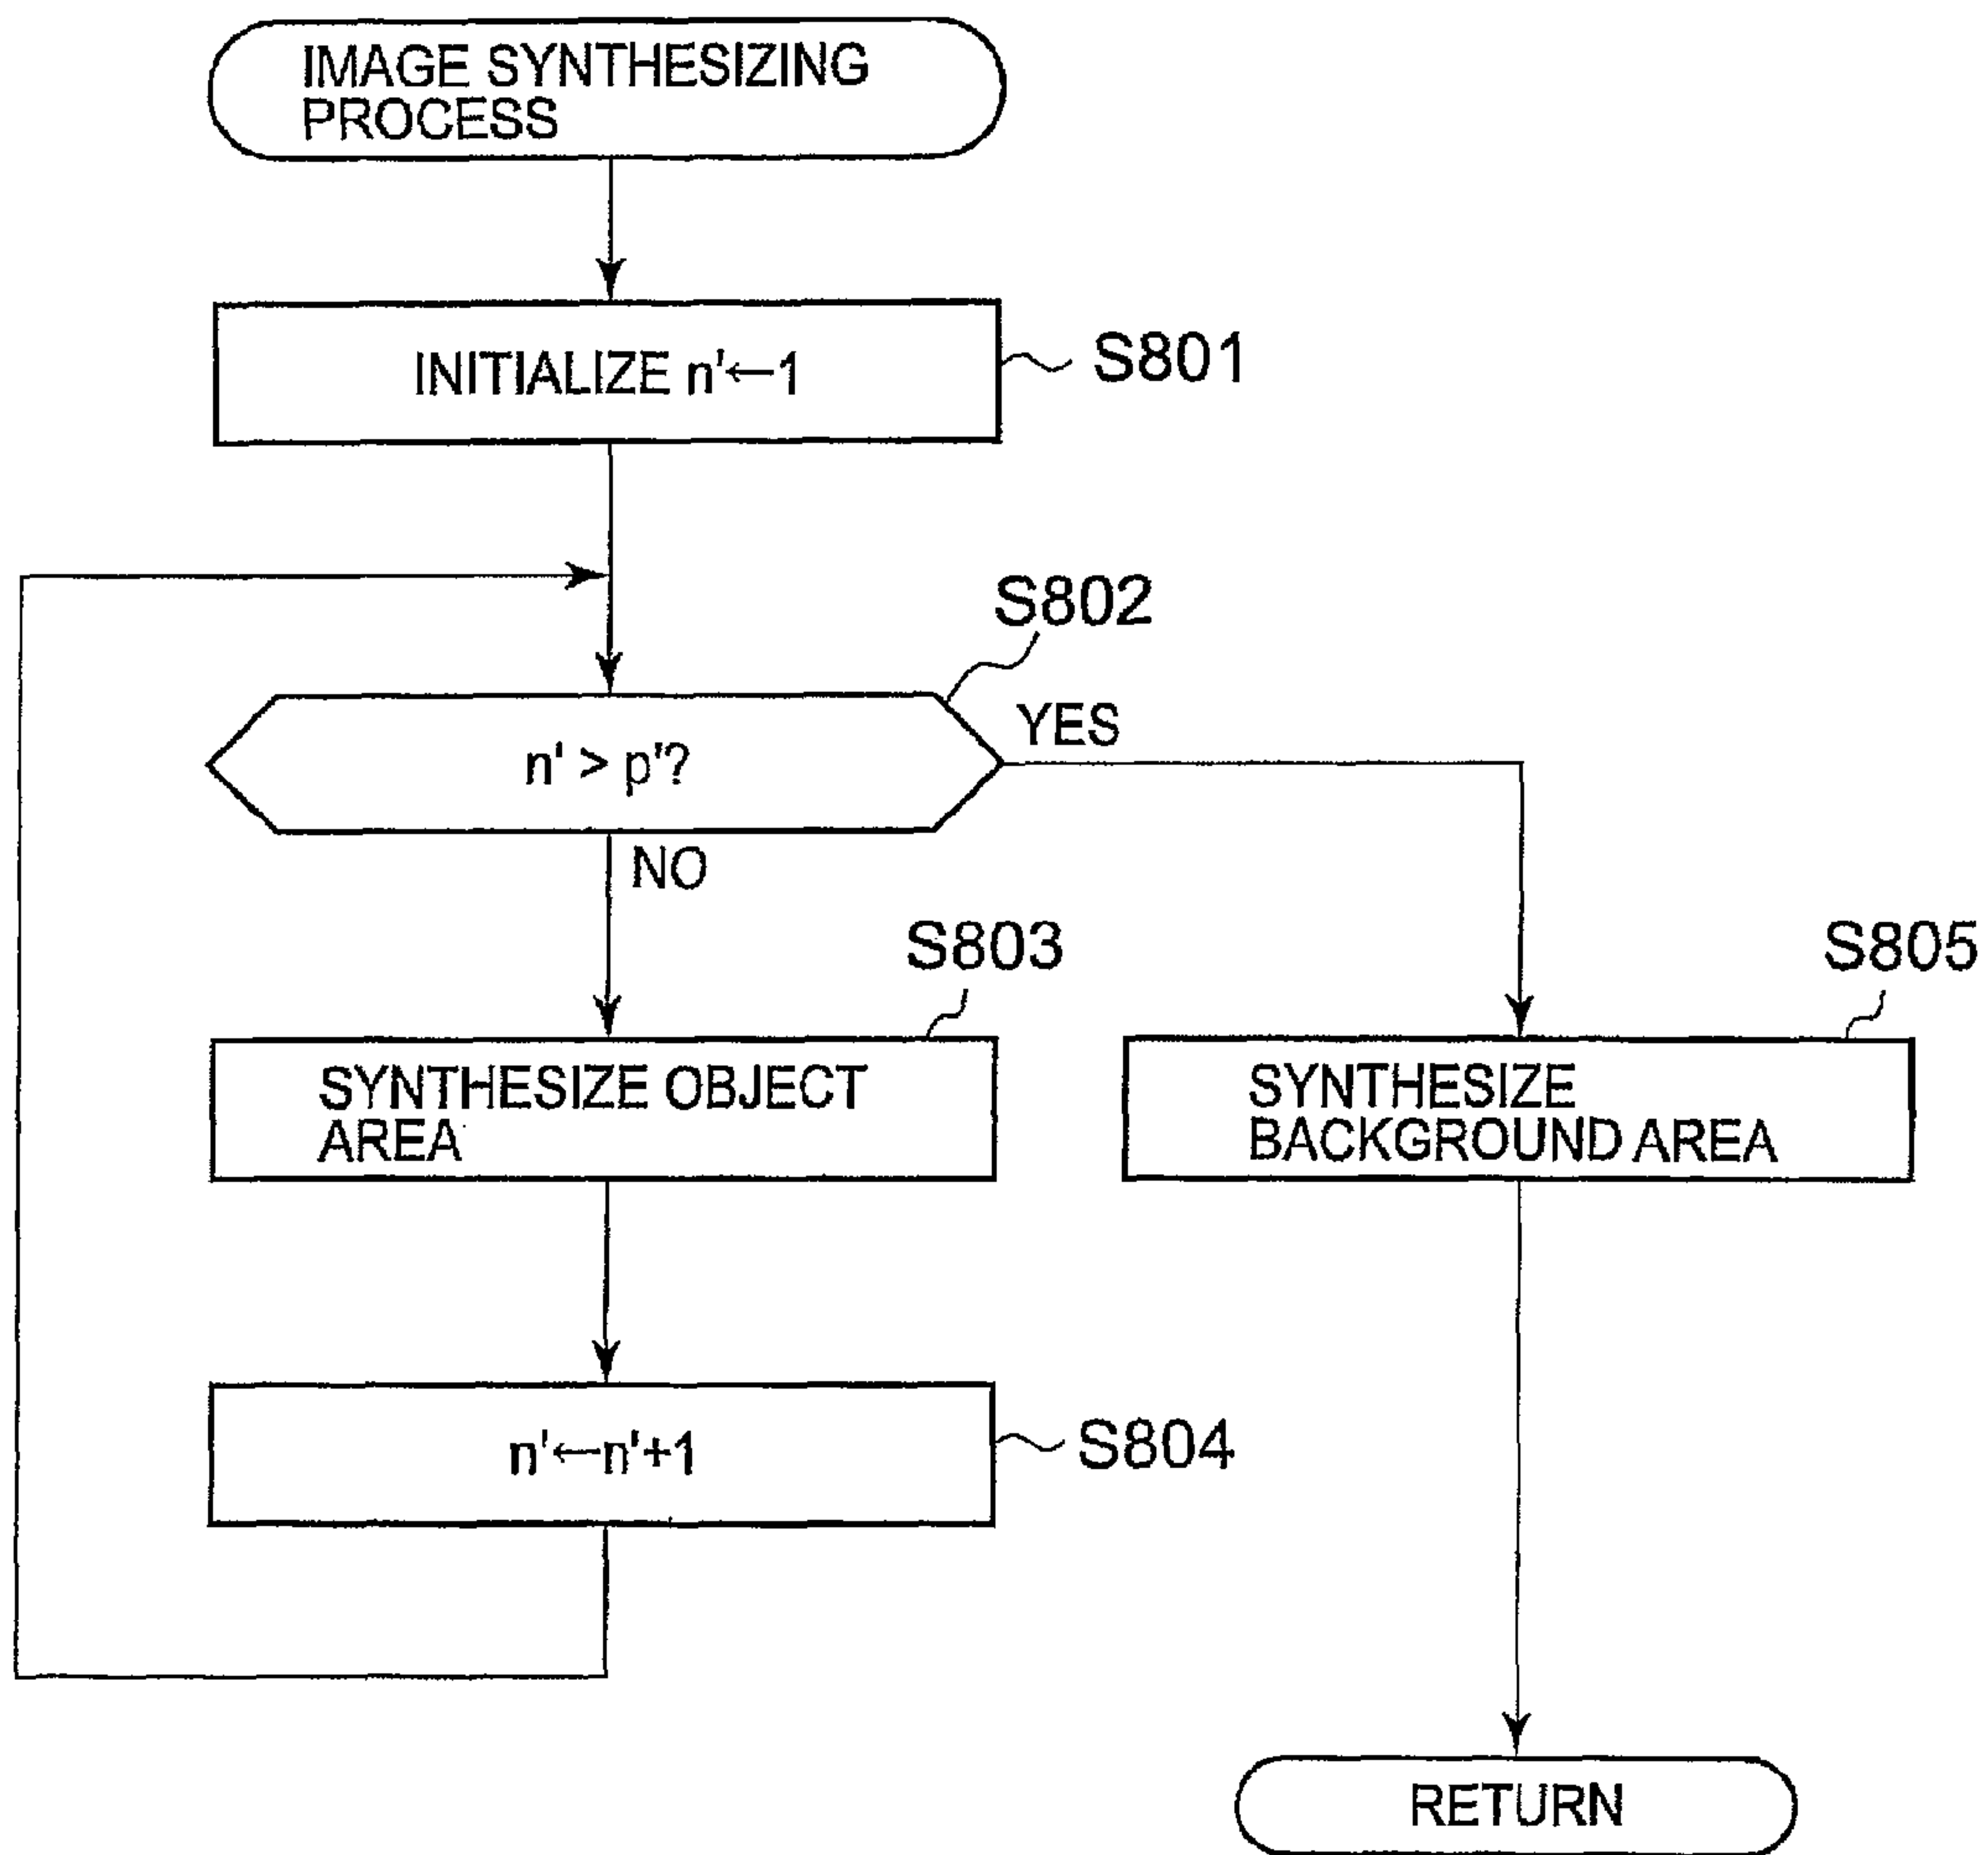 IMAGE SYNTHESIZING
PROCESS
INITIALIZE n'←1
S801
S802
n' > p'?
YES
NO
S803
SYNTHESIZE OBJECT
AREA
S805
SYNTHESIZE
BACKGROUND AREA
n'←n'+1
S804
RETURN